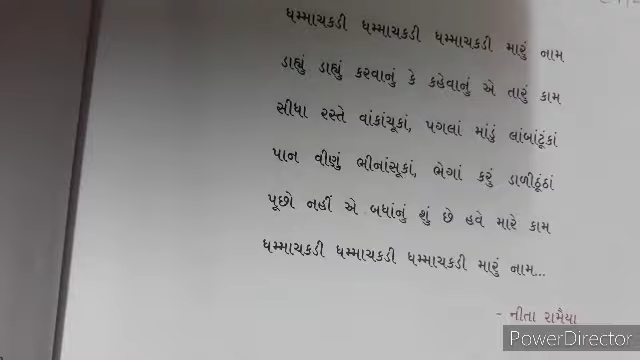 ધમ્માચકડી ધમ્માચકડી ધમ્માચકડી મારું નામ
ડાહ્યું ડાહ્યું કરવાનું કે કહેવાનું એ તારું કામ
સીધા રસ્તે વાંકાંચૂકાં, પગલાં માંડું લાંબાંટૂંકાં
પાન વીણું ભીનાંસૂકાં, ભેગાં કરું ડાળીઠૂંઠાં
પૂછો નહીં એ બધાંનું શું છે હવે મારે કામ
ધમ્માચકડી ધમ્માચકડી ધમ્માચકડી મારું નામ...
- નીતા રામૈયા
PowerDirector